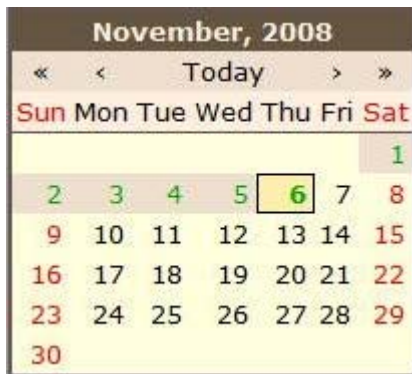 November, 2008
« ‹ Today › »
Sun Mon Tue Wed Thu Fri Sat
1
2 3 4 5 6 7 8
9 10 11 12 13 14 15
16 17 18 19 20 21 22
23 24 25 26 27 28 29
30